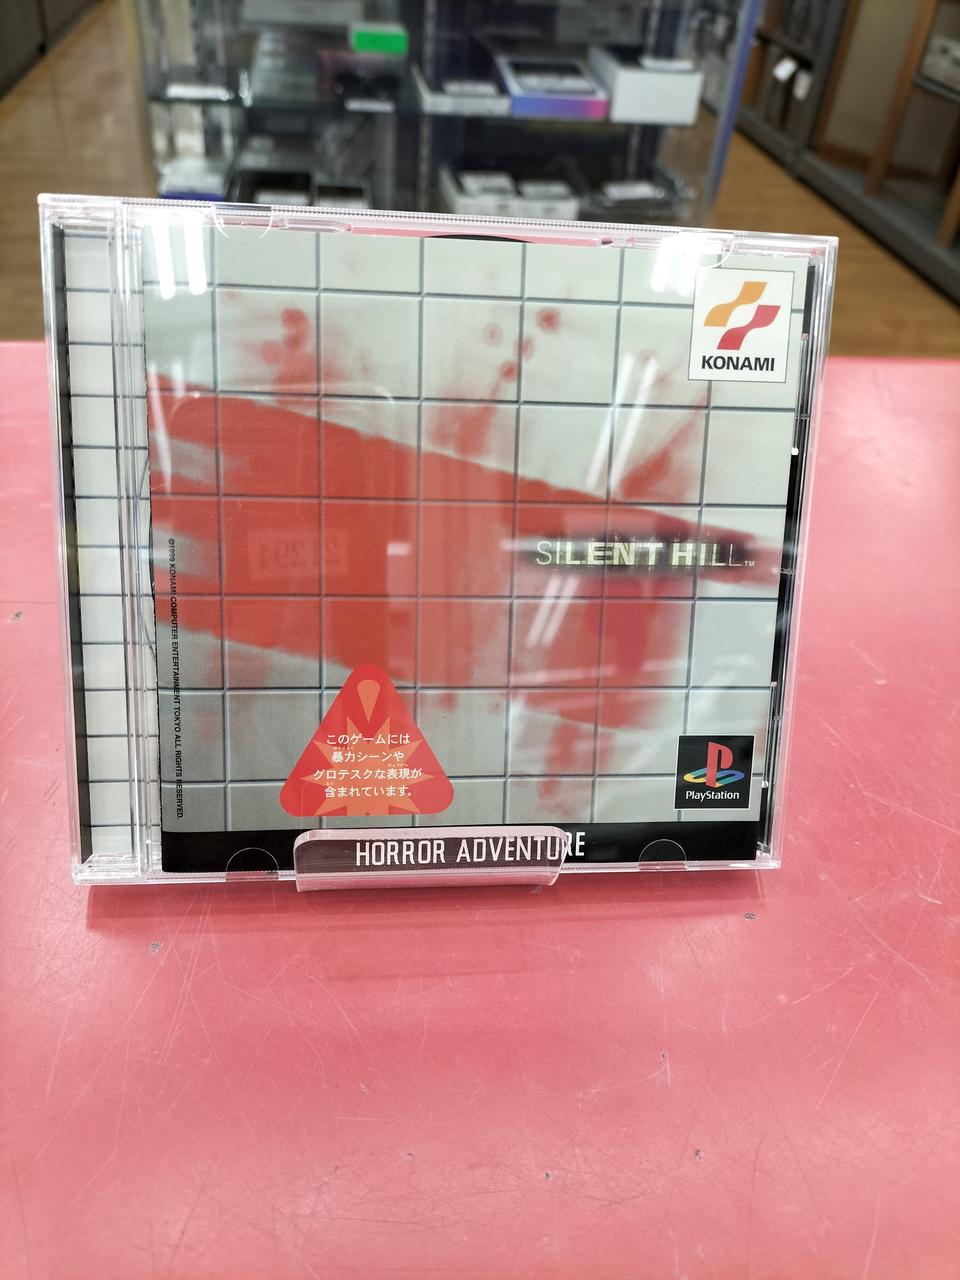 KONAMI
SILENT HILL™
©1999 KONAMI COMPUTER ENTERTAINMENT TOKYO ALL RIGHTS RESERVED.
このゲームには
暴力シーンや
グロテスクな表現が
含まれています。
PlayStation
HORROR ADVENTURE